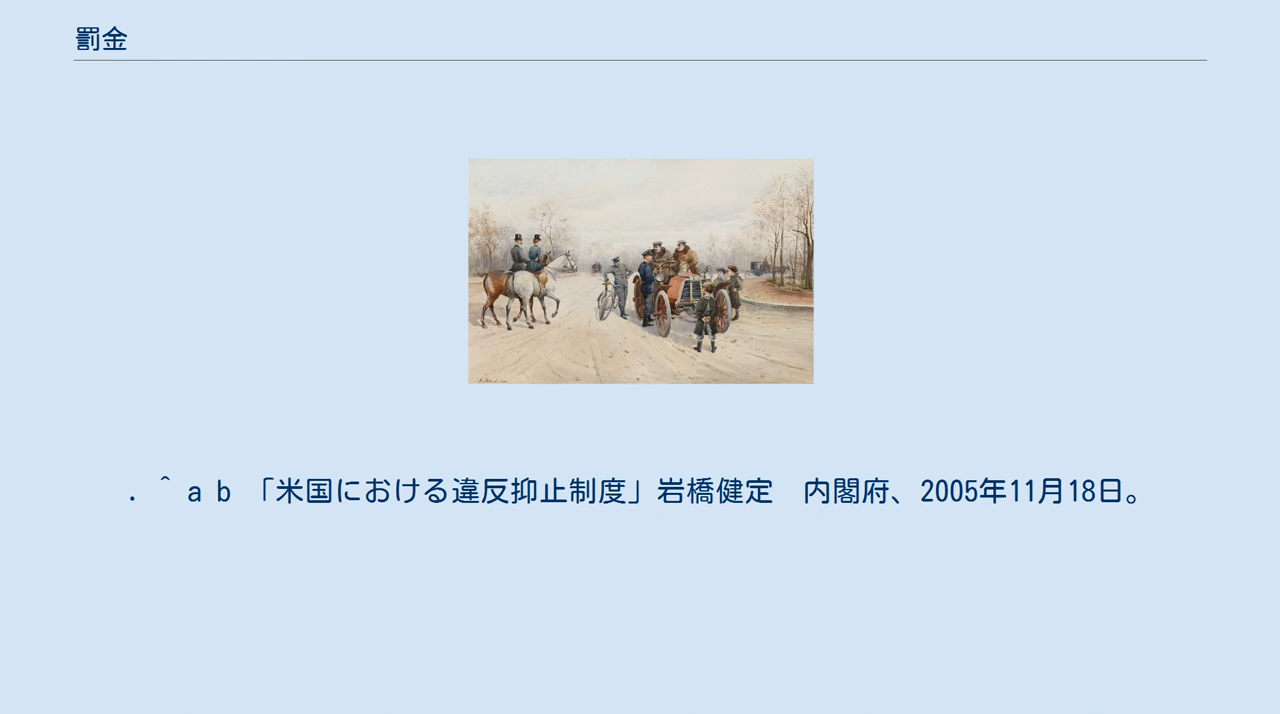 罰金
. ^ a b 「米国における違反抑止制度」岩橋健定　内閣府、2005年11月18日。